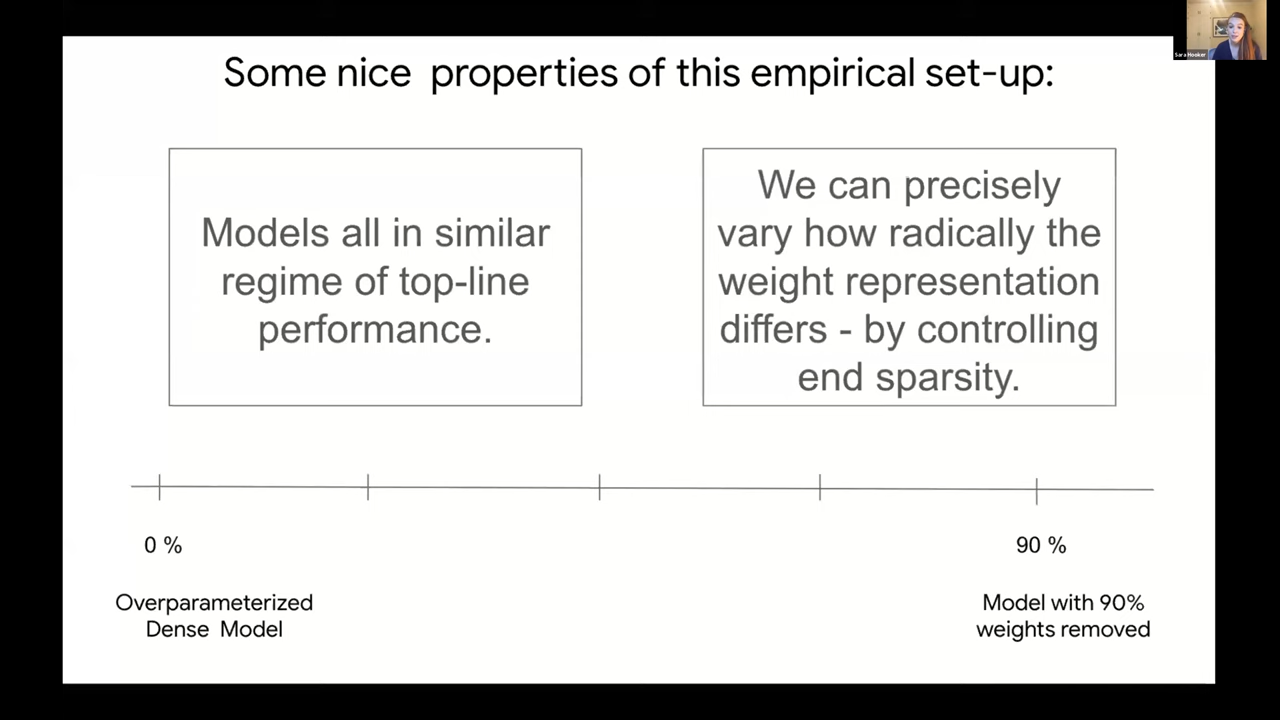 Some nice properties of this empirical set-up:
Sara Hooker
Models all in similar
regime of top-line
performance.
We can precisely
vary how radically the
weight representation
differs - by controlling
end sparsity.
0 %
90 %
Overparameterized
Dense Model
Model with 90%
weights removed